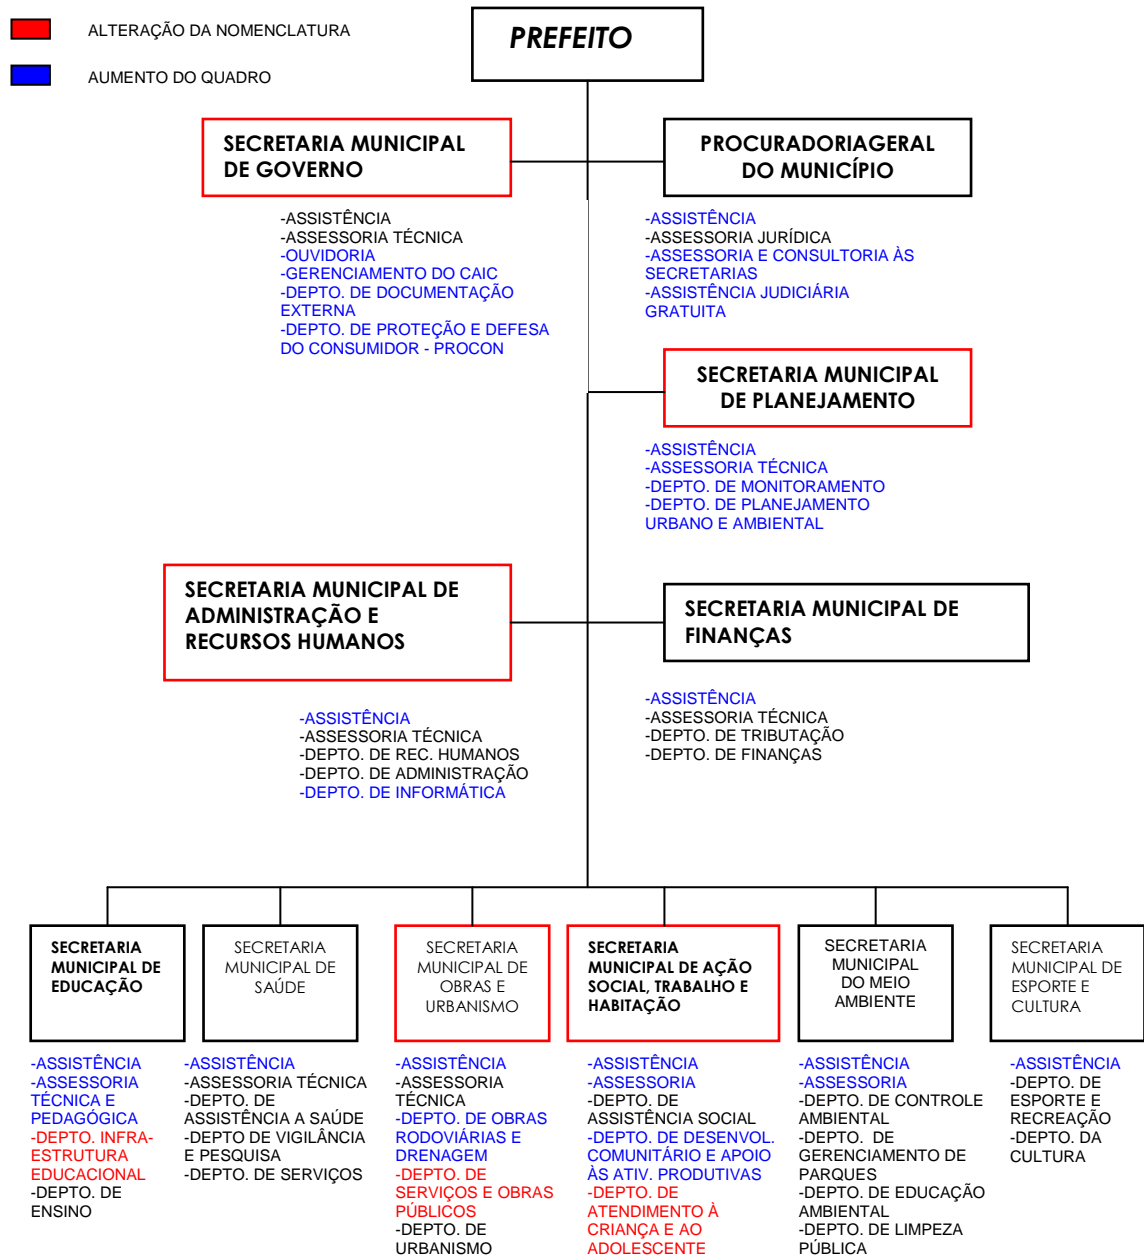 ALTERAÇÃO DA NOMENCLATURA
AUMENTO DO QUADRO
PREFEITO
SECRETARIA MUNICIPAL
DE GOVERNO
PROCURADORIAGERAL
DO MUNICÍPIO
-ASSISTÊNCIA
-ASSESSORIA TÉCNICA
-OUVIDORIA
-GERENCIAMENTO DO CAIC
-DEPTO. DE DOCUMENTAÇÃO
EXTERNA
-DEPTO. DE PROTEÇÃO E DEFESA
DO CONSUMIDOR - PROCON
-ASSISTÊNCIA
-ASSESSORIA JURÍDICA
-ASSESSORIA E CONSULTORIA ÀS
SECRETARIAS
-ASSISTÊNCIA JUDICIÁRIA
GRATUITA
SECRETARIA MUNICIPAL
DE PLANEJAMENTO
-ASSISTÊNCIA
-ASSESSORIA TÉCNICA
-DEPTO. DE MONITORAMENTO
-DEPTO. DE PLANEJAMENTO
URBANO E AMBIENTAL
SECRETARIA MUNICIPAL DE
ADMINISTRAÇÃO E
RECURSOS HUMANOS
SECRETARIA MUNICIPAL DE
FINANÇAS
-ASSISTÊNCIA
-ASSESSORIA TÉCNICA
-DEPTO. DE REC. HUMANOS
-DEPTO. DE ADMINISTRAÇÃO
-DEPTO. DE INFORMÁTICA
-ASSISTÊNCIA
-ASSESSORIA TÉCNICA
-DEPTO. DE TRIBUTAÇÃO
-DEPTO. DE FINANÇAS
SECRETARIA
MUNICIPAL DE
EDUCAÇÃO
SECRETARIA
MUNICIPAL DE
SAÚDE
SECRETARIA
MUNICIPAL DE
OBRAS E
URBANISMO
SECRETARIA
MUNICIPAL DE AÇÃO
SOCIAL, TRABALHO E
HABITAÇÃO
SECRETARIA
MUNICIPAL
DO MEIO
AMBIENTE
SECRETARIA
MUNICIPAL DE
ESPORTE E
CULTURA
-ASSISTÊNCIA
-ASSESSORIA
TÉCNICA E
PEDAGÓGICA
-DEPTO. INFRA-
ESTRUTURA
EDUCACIONAL
-DEPTO. DE
ENSINO
-ASSISTÊNCIA
-ASSESSORIA TÉCNICA
-DEPTO. DE
ASSISTÊNCIA A SAÚDE
-DEPTO DE VIGILÂNCIA
E PESQUISA
-DEPTO. DE SERVIÇOS
-ASSISTÊNCIA
-ASSESSORIA
TÉCNICA
-DEPTO. DE OBRAS
RODOVIÁRIAS E
DRENAGEM
-DEPTO. DE
SERVIÇOS E OBRAS
PÚBLICOS
-DEPTO. DE
URBANISMO
-ASSISTÊNCIA
-ASSESSORIA
-DEPTO. DE
ASSISTÊNCIA SOCIAL
-DEPTO. DE DESENVOL.
COMUNITÁRIO E APOIO
ÀS ATIV. PRODUTIVAS
-DEPTO. DE
ATENDIMENTO À
CRIANÇA E AO
ADOLESCENTE
-ASSISTÊNCIA
-ASSESSORIA
-DEPTO. DE CONTROLE
AMBIENTAL
-DEPTO. DE
GERENCIAMENTO DE
PARQUES
-DEPTO. DE EDUCAÇÃO
AMBIENTAL
-DEPTO. DE LIMPEZA
PÚBLICA
-ASSISTÊNCIA
-DEPTO. DE
ESPORTE E
RECREAÇÃO
-DEPTO. DA
CULTURA